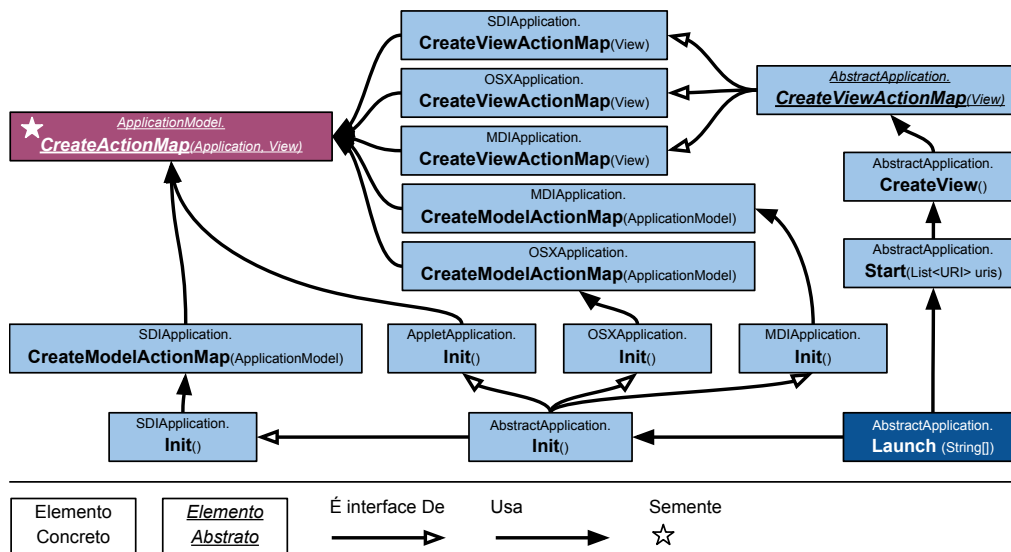 SDIApplication.
CreateViewActionMap(View)
OSXApplication.
CreateViewActionMap(View)
AbstractApplication.
CreateViewActionMap(View)
ApplicationModel.
CreateActionMap(Application, View)
MDIApplication.
CreateViewActionMap(View)
AbstractApplication.
CreateView()
MDIApplication.
CreateModelActionMap(ApplicationModel)
OSXApplication.
CreateModelActionMap(ApplicationModel)
AbstractApplication.
Start(List<URI> uris)
SDIApplication.
CreateModelActionMap(ApplicationModel)
AppletApplication.
Init()
OSXApplication.
Init()
MDIApplication.
Init()
SDIApplication.
Init()
AbstractApplication.
Init()
AbstractApplication.
Launch (String[])
Elemento
Concreto
Elemento
Abstrato
É interface De
Usa
Semente